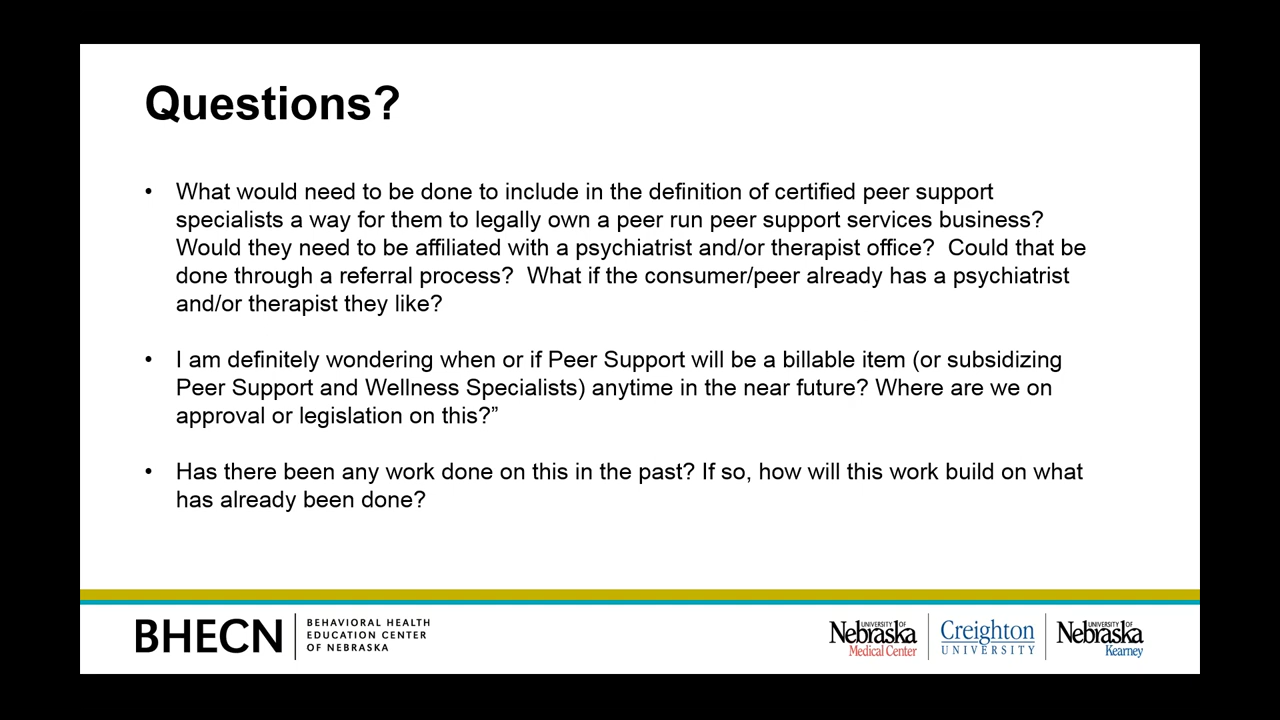 Questions?
• What would need to be done to include in the definition of certified peer support
specialists a way for them to legally own a peer run peer support services business?
Would they need to be affiliated with a psychiatrist and/or therapist office?  Could that be
done through a referral process?  What if the consumer/peer already has a psychiatrist
and/or therapist they like?
• I am definitely wondering when or if Peer Support will be a billable item (or subsidizing
Peer Support and Wellness Specialists) anytime in the near future? Where are we on
approval or legislation on this?”
• Has there been any work done on this in the past? If so, how will this work build on what
has already been done?
BHECN
BEHAVIORAL HEALTH
EDUCATION CENTER
OF NEBRASKA
UNIVERSITY OF
Nebraska
Medical Center
Creighton
UNIVERSITY
UNIVERSITY OF
Nebraska
Kearney